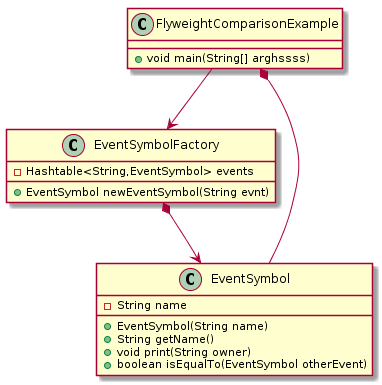 C FlyweightComparisonExample
void main(String[] arghssss)
C EventSymbolFactory
Hashtable<String,EventSymbol> events
EventSymbol newEventSymbol(String evnt)
C EventSymbol
String name
EventSymbol(String name)
String getName()
void print(String owner)
boolean isEqualTo(EventSymbol otherEvent)